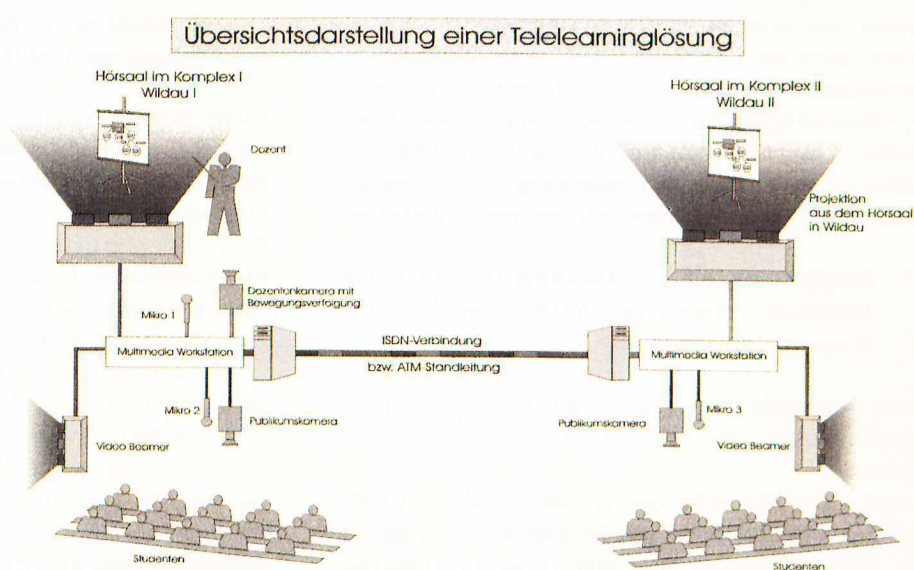 Übersichtsdarstellung einer Telelearninglösung
Hörsaal im Komplex I
Wildau I
Dozent
Hörsaal im Komplex II
Wildau II
Projektion
aus dem Hörsaal
in Wildau
Dozentenkamera mit
Bewegungsverfolgung
Mikro 1
Multimedia Workstation
ISDN-Verbindung
bzw. ATM-Standleitung
Multimedia Workstation
Mikro 2
Publikumskamera
Video Beamer
Publikumskamera
Mikro 3
Video Beamer
Studenten
Studenten